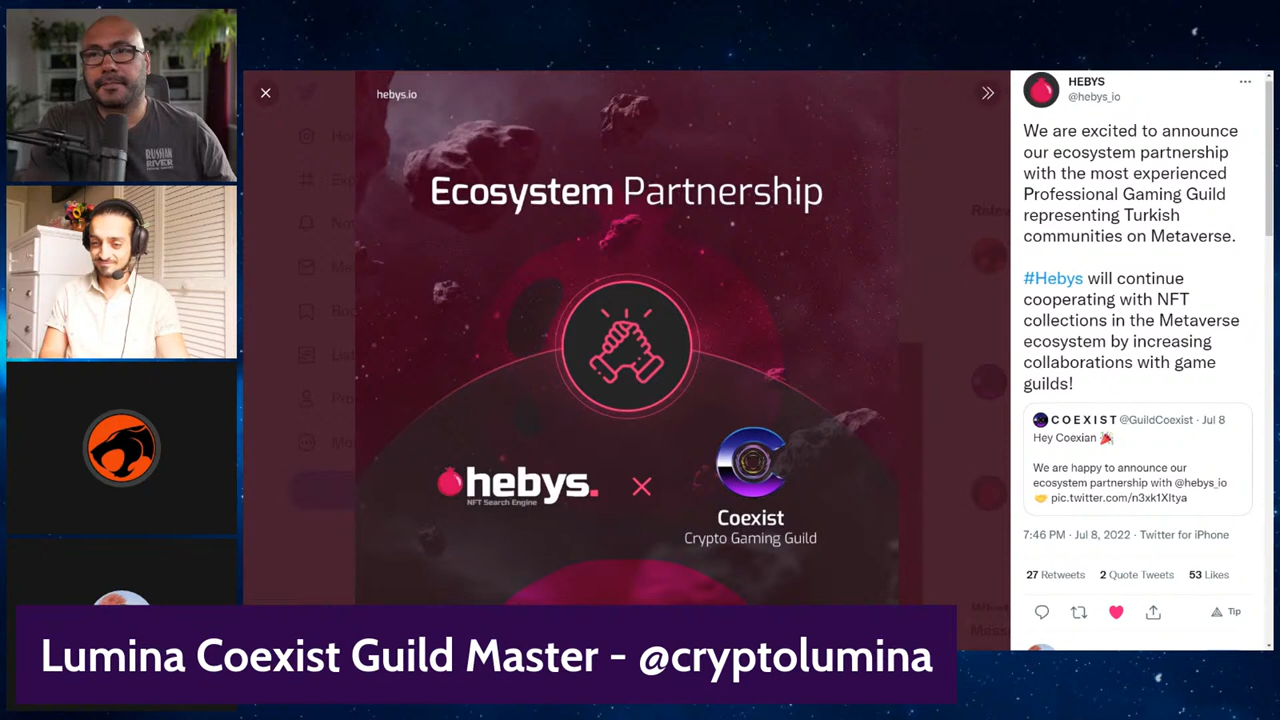 RUSSIAN
RIVER
hebys.io
Ecosystem Partnership
hebys.
NFT Search Engine
Coexist
Crypto Gaming Guild
HEBYS
@hebys_io
We are excited to announce
our ecosystem partnership
with the most experienced
Professional Gaming Guild
representing Turkish
communities on Metaverse.
#Hebys will continue
cooperating with NFT
collections in the Metaverse
ecosystem by increasing
collaborations with game
guilds!
C O E X I S T @GuildCoexist · Jul 8
Hey Coexian 🎉
We are happy to announce our
ecosystem partnership with @hebys_io
🤝 pic.twitter.com/n3xk1XItya
7:46 PM · Jul 8, 2022 · Twitter for iPhone
27 Retweets 2 Quote Tweets 53 Likes
Tip
Lumina Coexist Guild Master - @cryptolumina